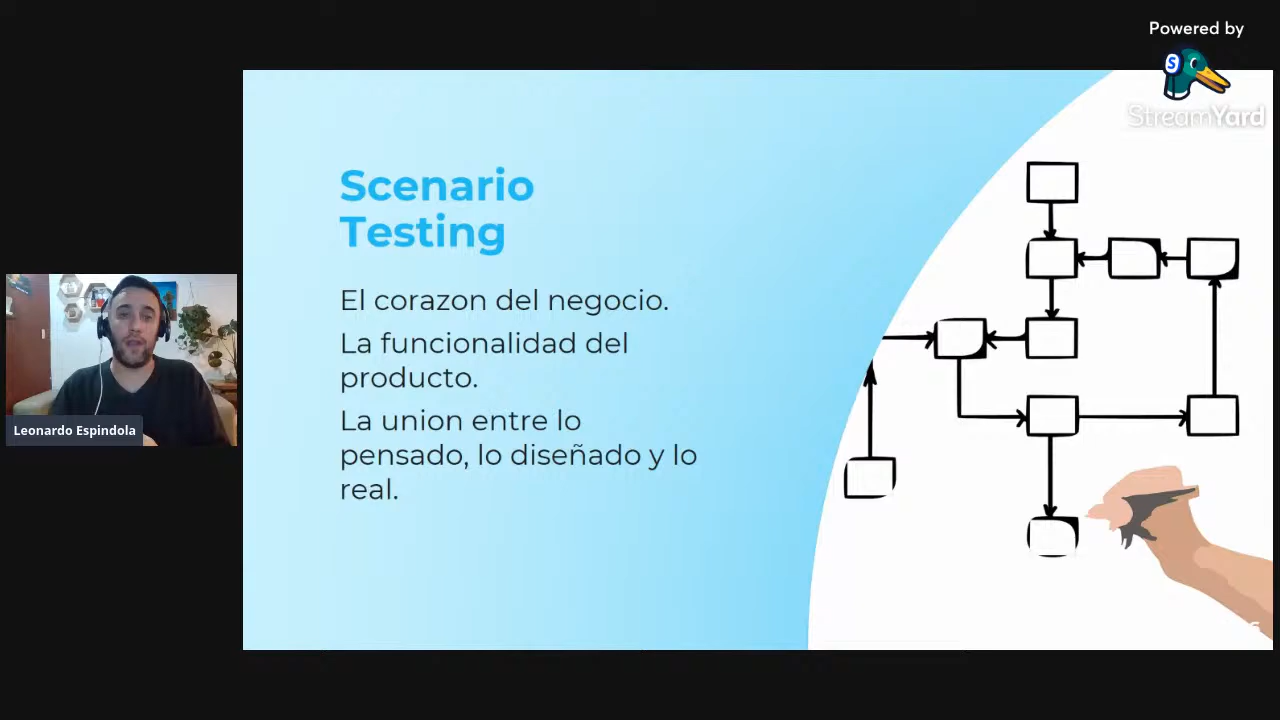 Powered by
S
StreamYard
Scenario
Testing
El corazon del negocio.
La funcionalidad del
producto.
La union entre lo
pensado, lo diseñado y lo
real.
Leonardo Espindola